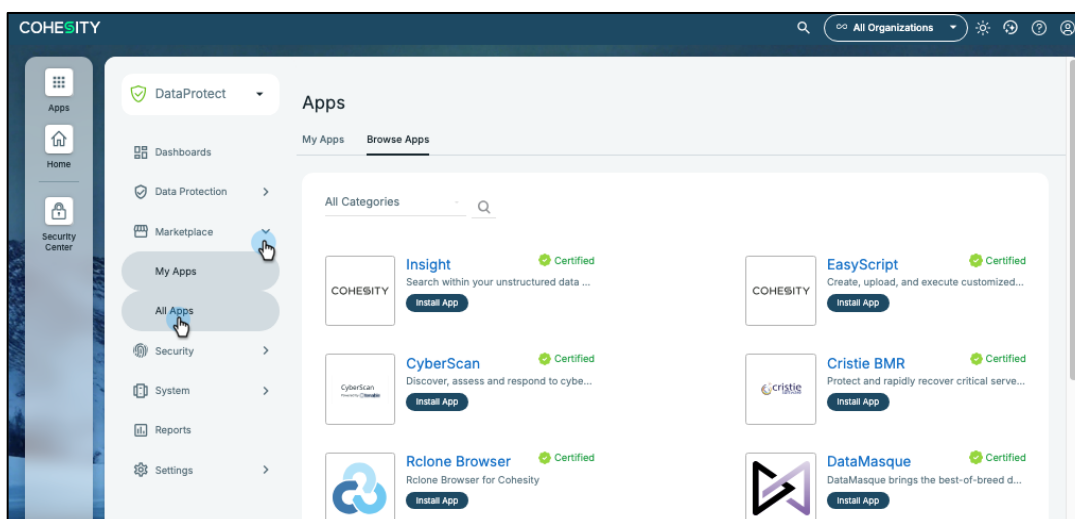 COHESITY
All Organizations
Apps
Home
Security
Center
DataProtect
Dashboards
Data Protection
Marketplace
My Apps
All Apps
Security
System
Reports
Settings
Apps
My Apps
Browse Apps
All Categories
COHESITY
Insight
Certified
Search within your unstructured data ...
Install App
COHESITY
EasyScript
Certified
Create, upload, and execute customized...
Install App
CyberScan
Powered by tenable
CyberScan
Certified
Discover, assess and respond to cybe...
Install App
cristie
SOFTWARE
Cristie BMR
Certified
Protect and rapidly recover critical serve...
Install App
Rclone Browser
Certified
Rclone Browser for Cohesity
Install App
DataMasque
Certified
DataMasque brings the best-of-breed d...
Install App